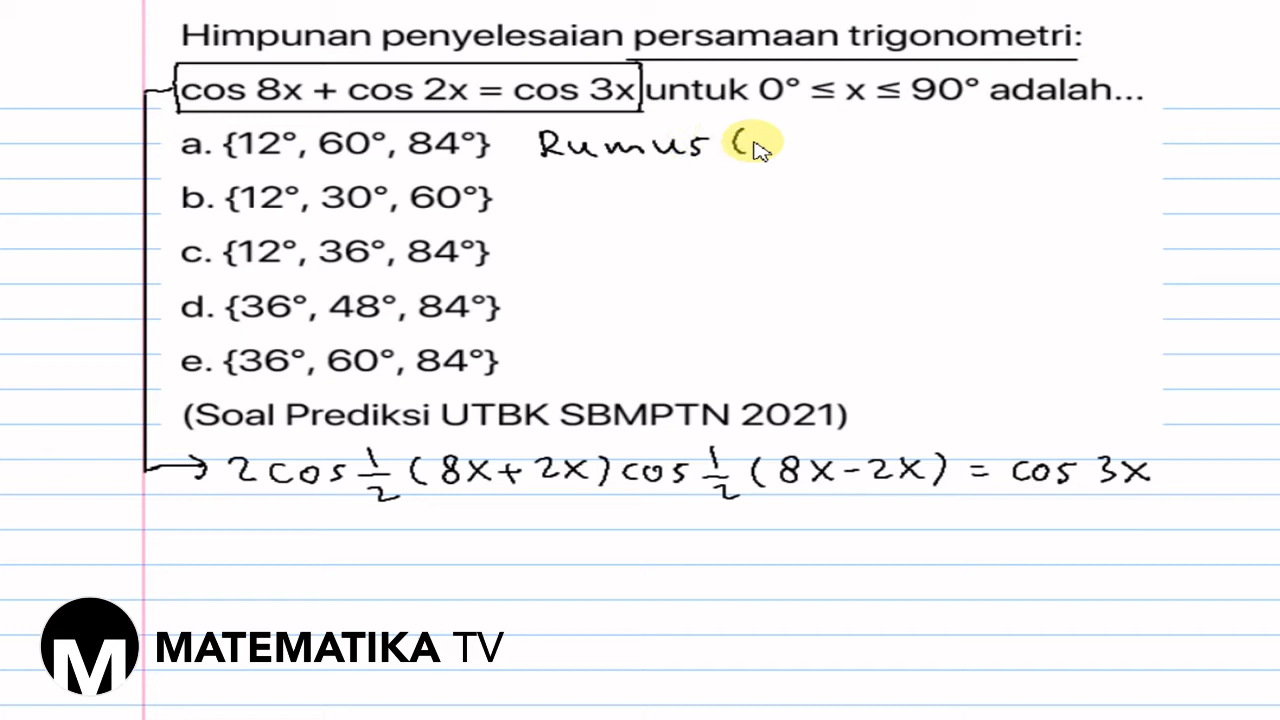 Himpunan penyelesaian persamaan trigonometri:
cos 8x + cos 2x = cos 3x untuk 0° ≤ x ≤ 90° adalah...
a. {12°, 60°, 84°} Rumus (
b. {12°, 30°, 60°}
c. {12°, 36°, 84°}
d. {36°, 48°, 84°}
e. {36°, 60°, 84°}
(Soal Prediksi UTBK SBMPTN 2021)
→ 2 cos 1/2 (8x + 2x) cos 1/2 (8x - 2x) = cos 3x
M MATEMATIKA TV